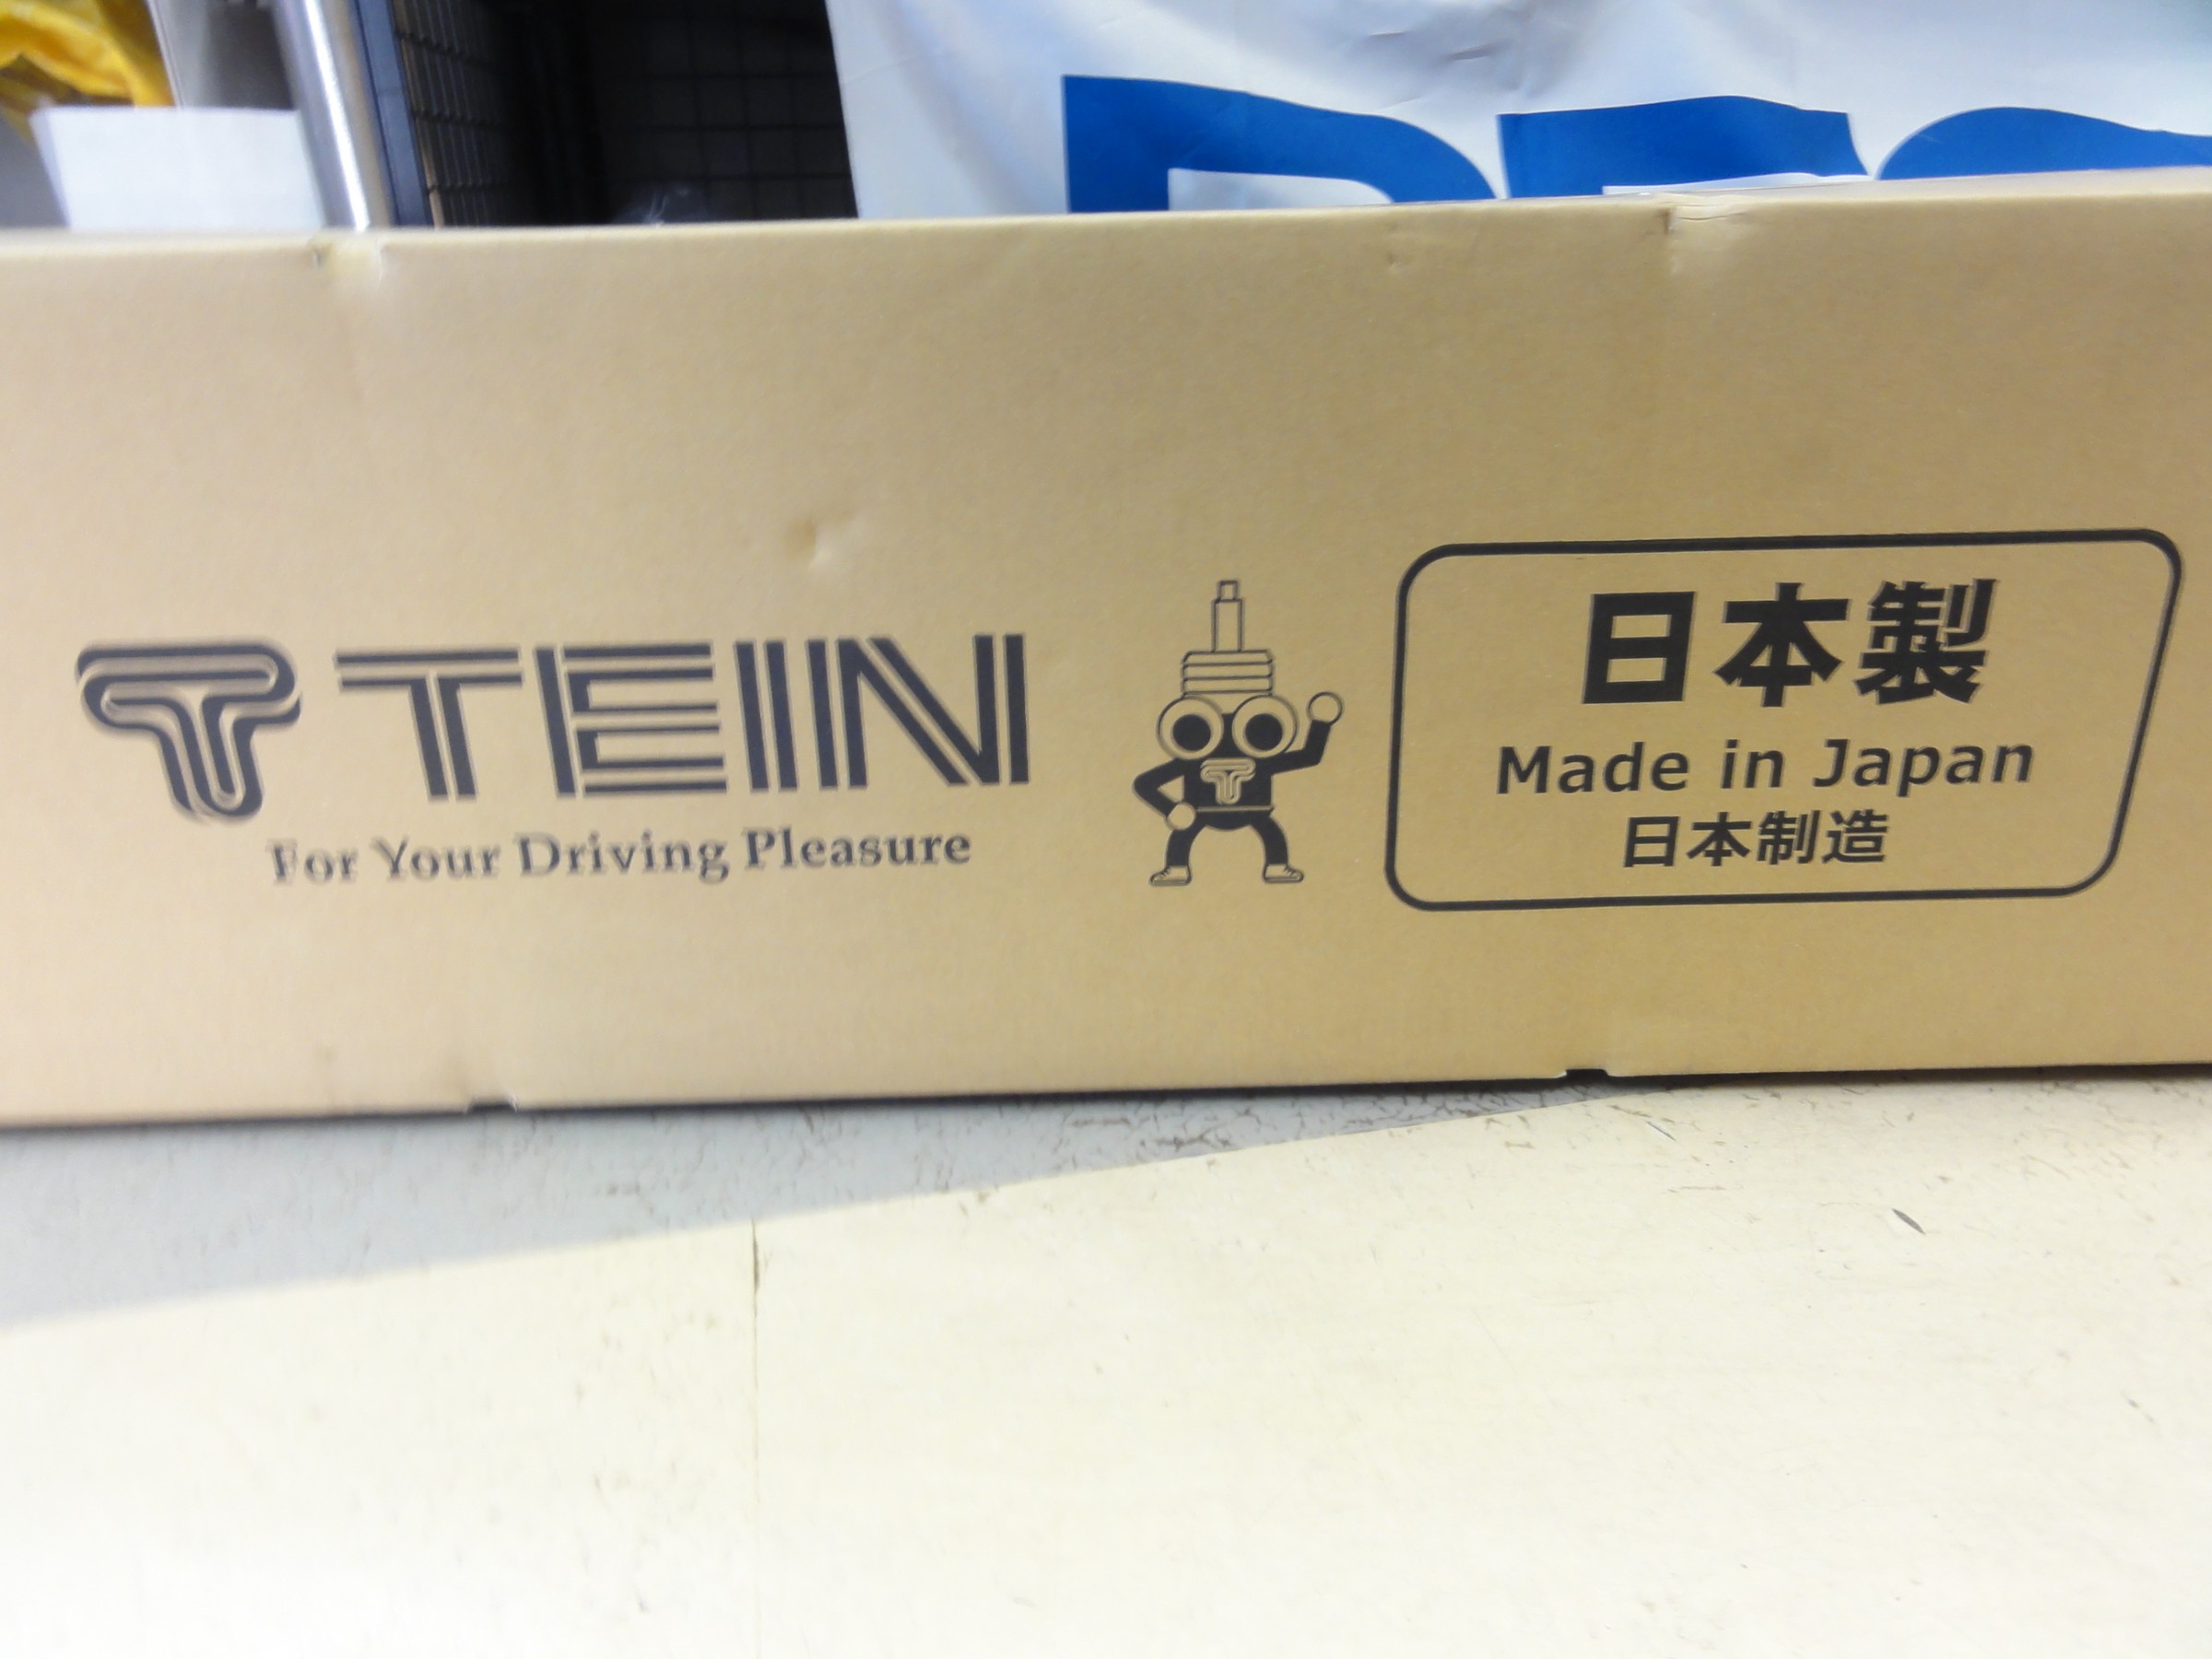 TEIN
For Your Driving Pleasure
日本製
Made in Japan
日本制造